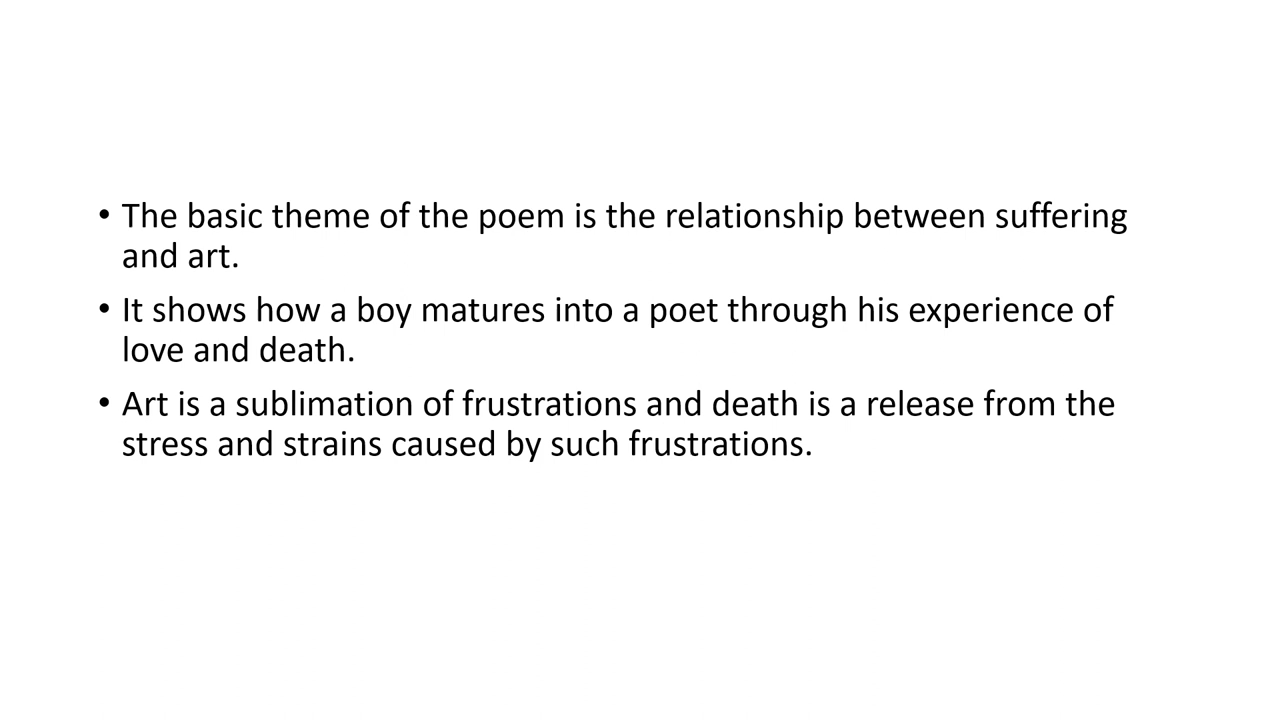 • The basic theme of the poem is the relationship between suffering
and art.
• It shows how a boy matures into a poet through his experience of
love and death.
• Art is a sublimation of frustrations and death is a release from the
stress and strains caused by such frustrations.